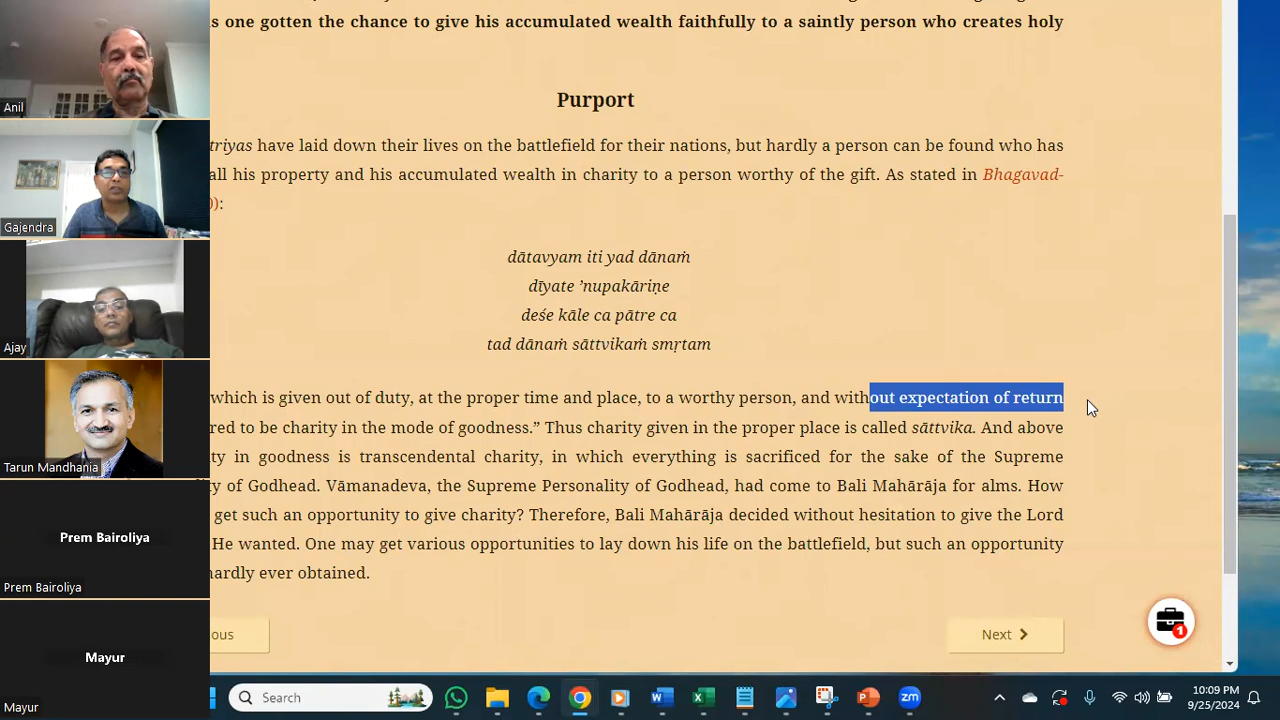 s one gotten the chance to give his accumulated wealth faithfully to a saintly person who creates holy
Purport
triyas have laid down their lives on the battlefield for their nations, but hardly a person can be found who has
all his property and his accumulated wealth in charity to a person worthy of the gift. As stated in Bhagavad-
0):
dātavyam iti yad dānaṁ
dīyate ’nupakāriṇe
deśe kāle ca pātre ca
tad dānaṁ sāttvikaṁ smṛtam
which is given out of duty, at the proper time and place, to a worthy person, and without expectation of return
red to be charity in the mode of goodness.” Thus charity given in the proper place is called sāttvika. And above
ty in goodness is transcendental charity, in which everything is sacrificed for the sake of the Supreme
ty of Godhead. Vāmanadeva, the Supreme Personality of Godhead, had come to Bali Mahārāja for alms. How
get such an opportunity to give charity? Therefore, Bali Mahārāja decided without hesitation to give the Lord
He wanted. One may get various opportunities to lay down his life on the battlefield, but such an opportunity
hardly ever obtained.
ous
Next
1
Anil
Gajendra
Ajay
Tarun Mandhania
Prem Bairoliya
Prem Bairoliya
Mayur
Mayur
Search
zm
10:09 PM
9/25/2024